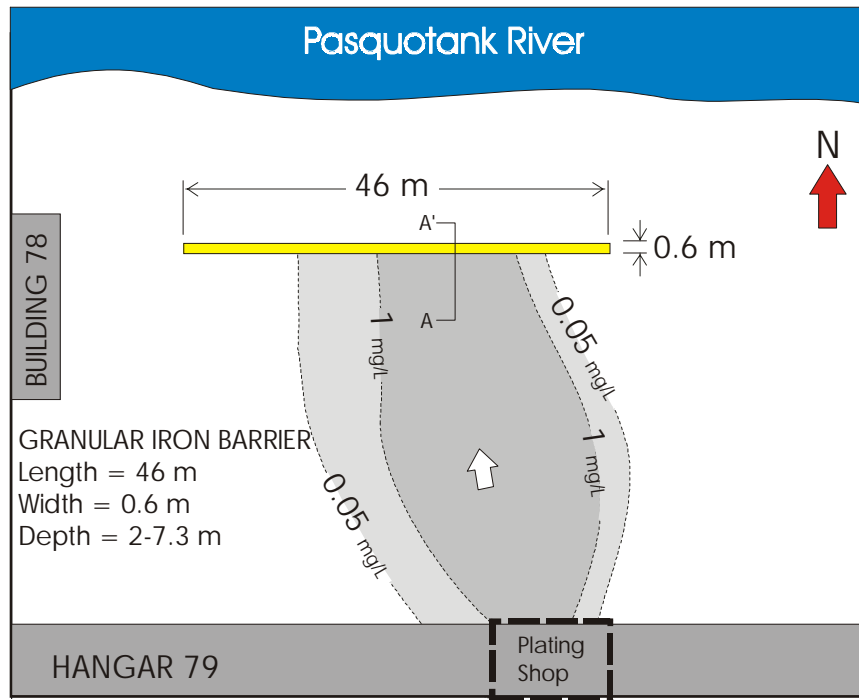 Pasquotank River
N
46 m
A'
0.6 m
BUILDING 78
A
1 mg/L
0.05 mg/L
GRANULAR IRON BARRIER
Length = 46 m
Width = 0.6 m
Depth = 2-7.3 m
1 mg/L
0.05 mg/L
HANGAR 79
Plating
Shop